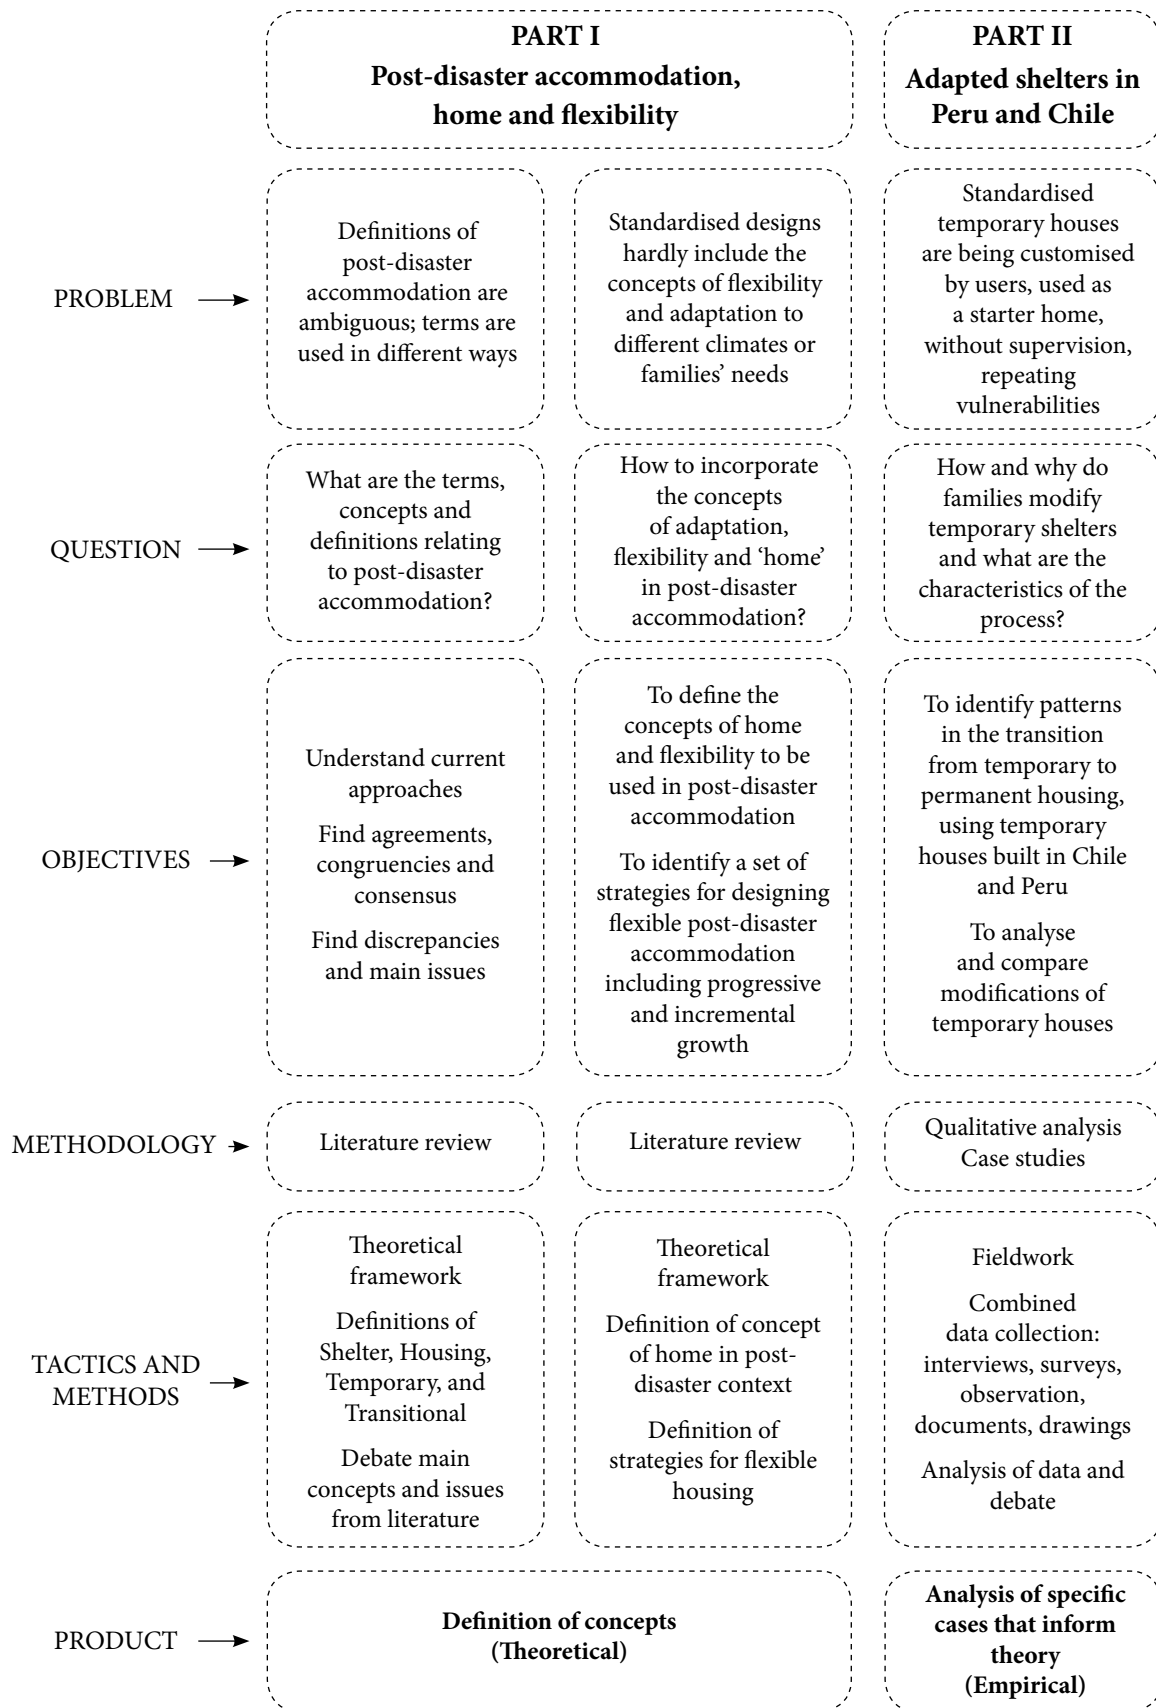 PART I
Post-disaster accommodation,
home and flexibility
PART II
Adapted shelters in
Peru and Chile
PROBLEM
Definitions of
post-disaster
accommodation are
ambiguous; terms are
used in different ways
Standardised designs
hardly include the
concepts of flexibility
and adaptation to
different climates or
families’ needs
Standardised
temporary houses
are being customised
by users, used as
a starter home,
without supervision,
repeating
vulnerabilities
QUESTION
What are the terms,
concepts and
definitions relating
to post-disaster
accommodation?
How to incorporate
the concepts
of adaptation,
flexibility and ‘home’
in post-disaster
accommodation?
How and why do
families modify
temporary shelters
and what are the
characteristics of the
process?
OBJECTIVES
Understand current
approaches
Find agreements,
congruencies and
consensus
Find discrepancies
and main issues
To define the
concepts of home
and flexibility to be
used in post-disaster
accommodation
To identify a set of
strategies for designing
flexible post-disaster
accommodation
including progressive
and incremental
growth
To identify patterns
in the transition
from temporary to
permanent housing,
using temporary
houses built in Chile
and Peru
To analyse
and compare
modifications of
temporary houses
METHODOLOGY
Literature review
Literature review
Qualitative analysis
Case studies
TACTICS AND
METHODS
Theoretical
framework
Definitions of
Shelter, Housing,
Temporary, and
Transitional
Debate main
concepts and issues
from literature
Theoretical
framework
Definition of concept
of home in post-
disaster context
Definition of
strategies for flexible
housing
Fieldwork
Combined
data collection:
interviews, surveys,
observation,
documents, drawings
Analysis of data and
debate
PRODUCT
Definition of concepts
(Theoretical)
Analysis of specific
cases that inform
theory
(Empirical)